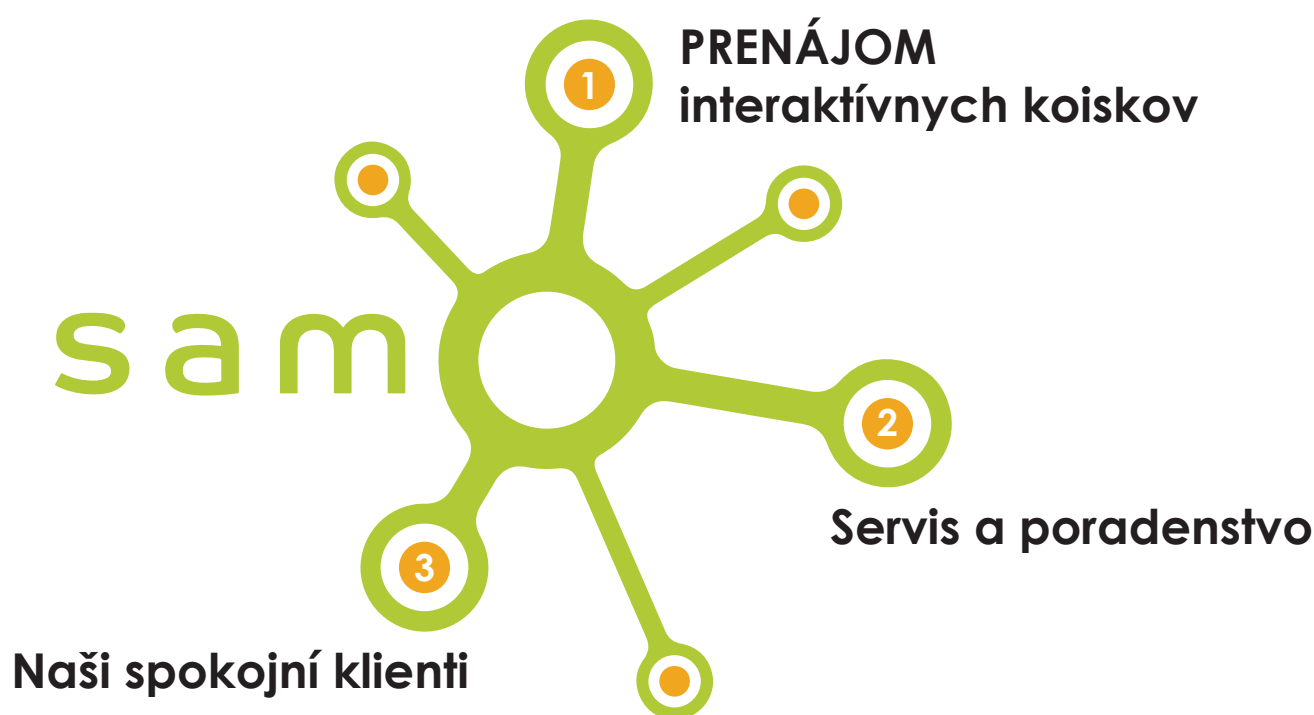 1
PRENÁJOM
interaktívnych koiskov
sam
2
Servis a poradenstvo
3
Naši spokojní klienti